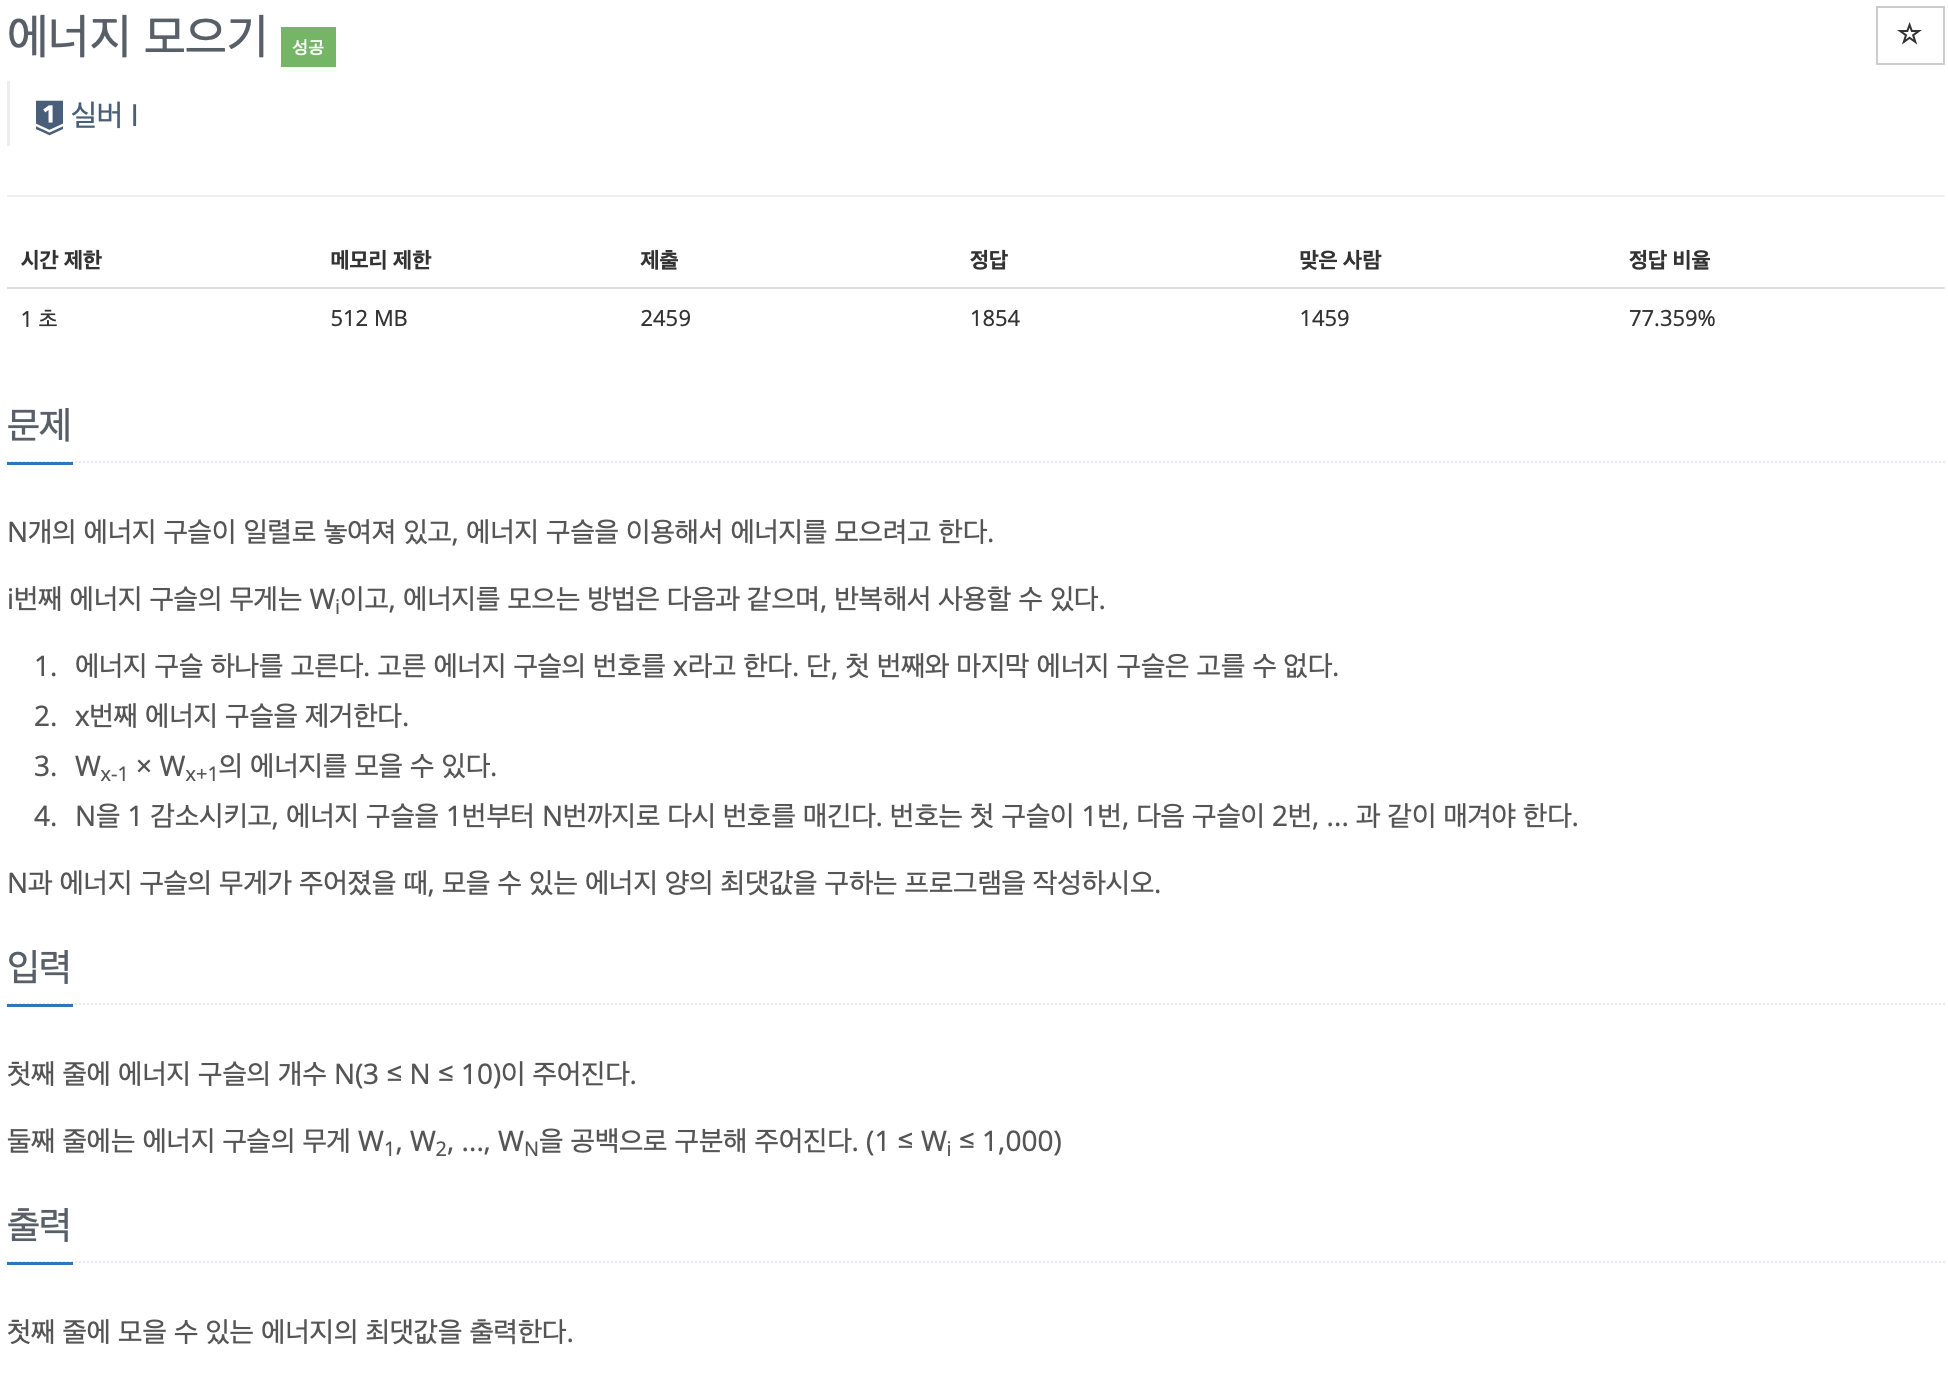 에너지 모으기 성공
1 실버 I
시간 제한 메모리 제한 제출 정답 맞은 사람 정답 비율
1 초 512 MB 2459 1854 1459 77.359%
문제
N개의 에너지 구슬이 일렬로 놓여져 있고, 에너지 구슬을 이용해서 에너지를 모으려고 한다.
i번째 에너지 구슬의 무게는 Wi이고, 에너지를 모으는 방법은 다음과 같으며, 반복해서 사용할 수 있다.
1. 에너지 구슬 하나를 고른다. 고른 에너지 구슬의 번호를 x라고 한다. 단, 첫 번째와 마지막 에너지 구슬은 고를 수 없다.
2. x번째 에너지 구슬을 제거한다.
3. Wx-1 × Wx+1의 에너지를 모을 수 있다.
4. N을 1 감소시키고, 에너지 구슬을 1번부터 N번까지로 다시 번호를 매긴다. 번호는 첫 구슬이 1번, 다음 구슬이 2번, ... 과 같이 매겨야 한다.
N과 에너지 구슬의 무게가 주어졌을 때, 모을 수 있는 에너지 양의 최댓값을 구하는 프로그램을 작성하시오.
입력
첫째 줄에 에너지 구슬의 개수 N(3 ≤ N ≤ 10)이 주어진다.
둘째 줄에는 에너지 구슬의 무게 W1, W2, ..., WN을 공백으로 구분해 주어진다. (1 ≤ Wi ≤ 1,000)
출력
첫째 줄에 모을 수 있는 에너지의 최댓값을 출력한다.